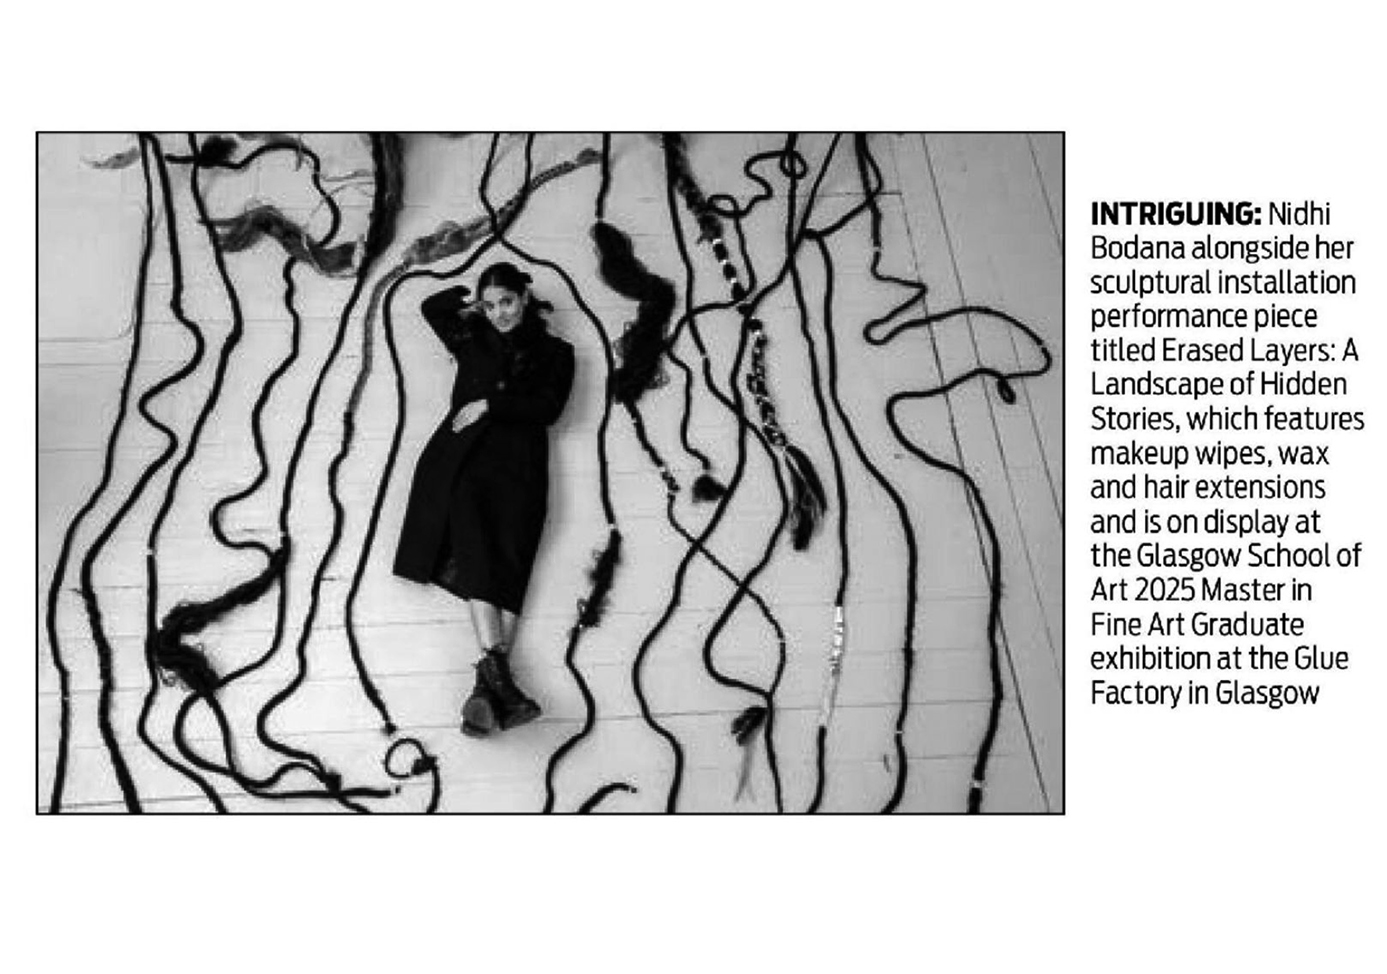 INTRIGUING: Nidhi
Bodana alongside her
sculptural installation
performance piece
titled Erased Layers: A
Landscape of Hidden
Stories, which features
makeup wipes, wax
and hair extensions
and is on display at
the Glasgow School of
Art 2025 Master in
Fine Art Graduate
exhibition at the Glue
Factory in Glasgow